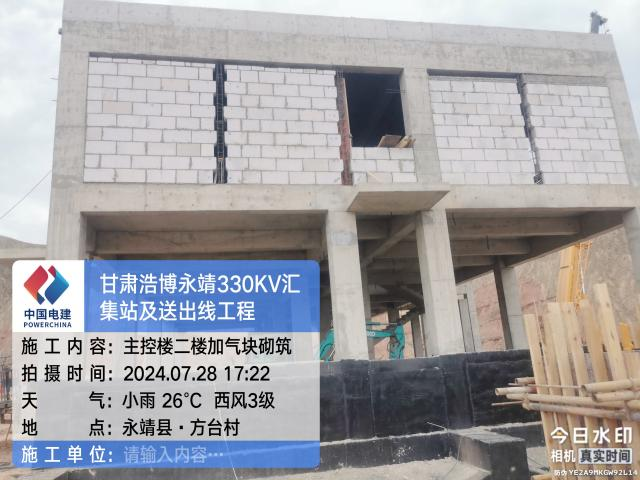 中国电建
POWERCHINA
甘肃浩博永靖330KV汇
集站及送出线工程
施工内容：主控楼二楼加气块砌筑
拍摄时间：2024.07.28 17:22
天气：小雨 26℃ 西风3级
地点：永靖县·方台村
施工单位：请输入内容…
今日水印
相机 真实时间
防伪 YE2A9MKGW92L14